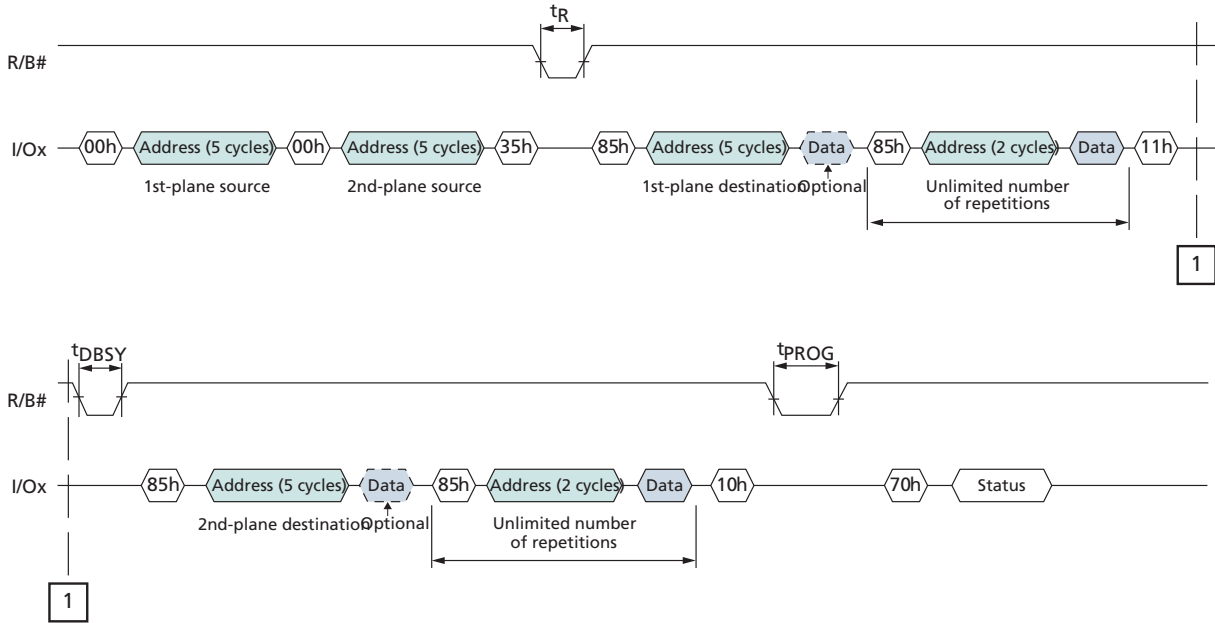 tR
R/B#
I/Ox
00h Address (5 cycles) 00h Address (5 cycles) 35h 85h Address (5 cycles) Data 85h Address (2 cycles) Data 11h
1st-plane source 2nd-plane source 1st-plane destination Optional Unlimited number
of repetitions
1
tDBSY tPROG
R/B#
I/Ox
85h Address (5 cycles) Data 85h Address (2 cycles) Data 10h 70h Status
2nd-plane destination Optional Unlimited number
of repetitions
1